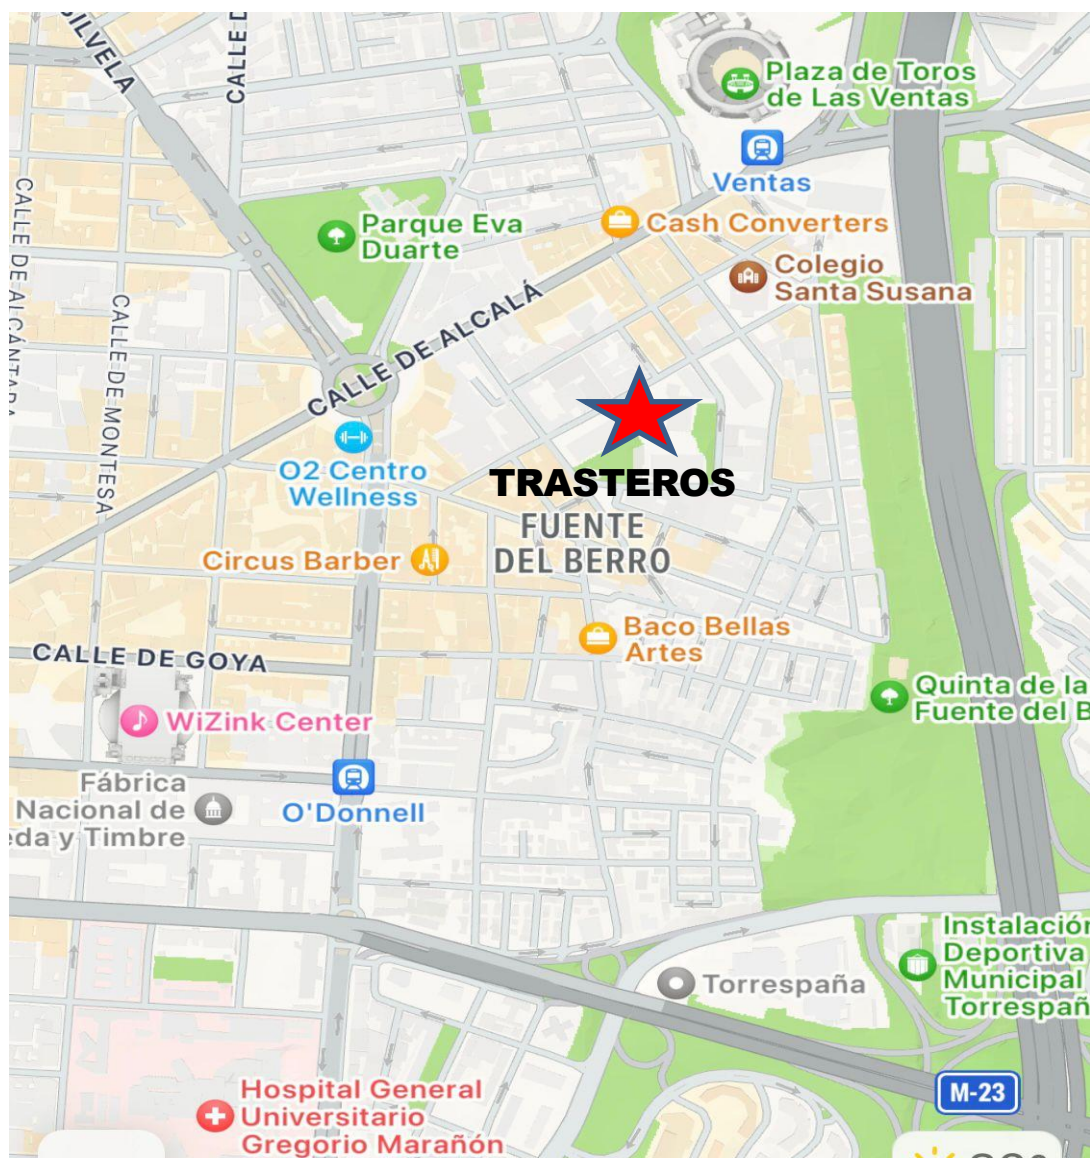 SILVELA
CALLE D
Plaza de Toros
de Las Ventas
Ventas
CALLE DE ALCÁNTARA
Parque Eva
Duarte
Cash Converters
Colegio
Santa Susana
CALLE DE MONTESA
CALLE DE ALCALÁ
O2 Centro
Wellness
TRASTEROS
FUENTE
DEL BERRO
Circus Barber
Baco Bellas
Artes
CALLE DE GOYA
Quinta de la
Fuente del B
WiZink Center
Fábrica
Nacional de
eda y Timbre
O'Donnell
Instalación
Deportiva
Municipal
Torrespañ
Torrespaña
M-23
Hospital General
Universitario
Gregorio Marañón